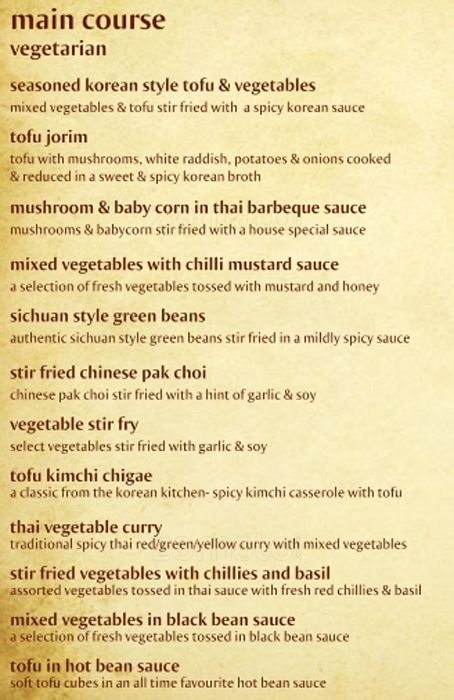 main course
vegetarian
seasoned korean style tofu & vegetables
mixed vegetables & tofu stir fried with a spicy korean sauce
tofu jorim
tofu with mushrooms, white raddish, potatoes & onions cooked
& reduced in a sweet & spicy korean broth
mushroom & baby corn in thai barbeque sauce
mushrooms & babycorn stir fried with a house special sauce
mixed vegetables with chilli mustard sauce
a selection of fresh vegetables tossed with mustard and honey
sichuan style green beans
authentic sichuan style green beans stir fried in a mildly spicy sauce
stir fried chinese pak choi
chinese pak choi stir fried with a hint of garlic & soy
vegetable stir fry
select vegetables stir fried with garlic & soy
tofu kimchi chigae
a classic from the korean kitchen- spicy kimchi casserole with tofu
thai vegetable curry
traditional spicy thai red/green/yellow curry with mixed vegetables
stir fried vegetables with chillies and basil
assorted vegetables tossed in thai sauce with fresh red chillies & basil
mixed vegetables in black bean sauce
a selection of fresh vegetables tossed in black bean sauce
tofu in hot bean sauce
soft tofu cubes in an all time favourite hot bean sauce